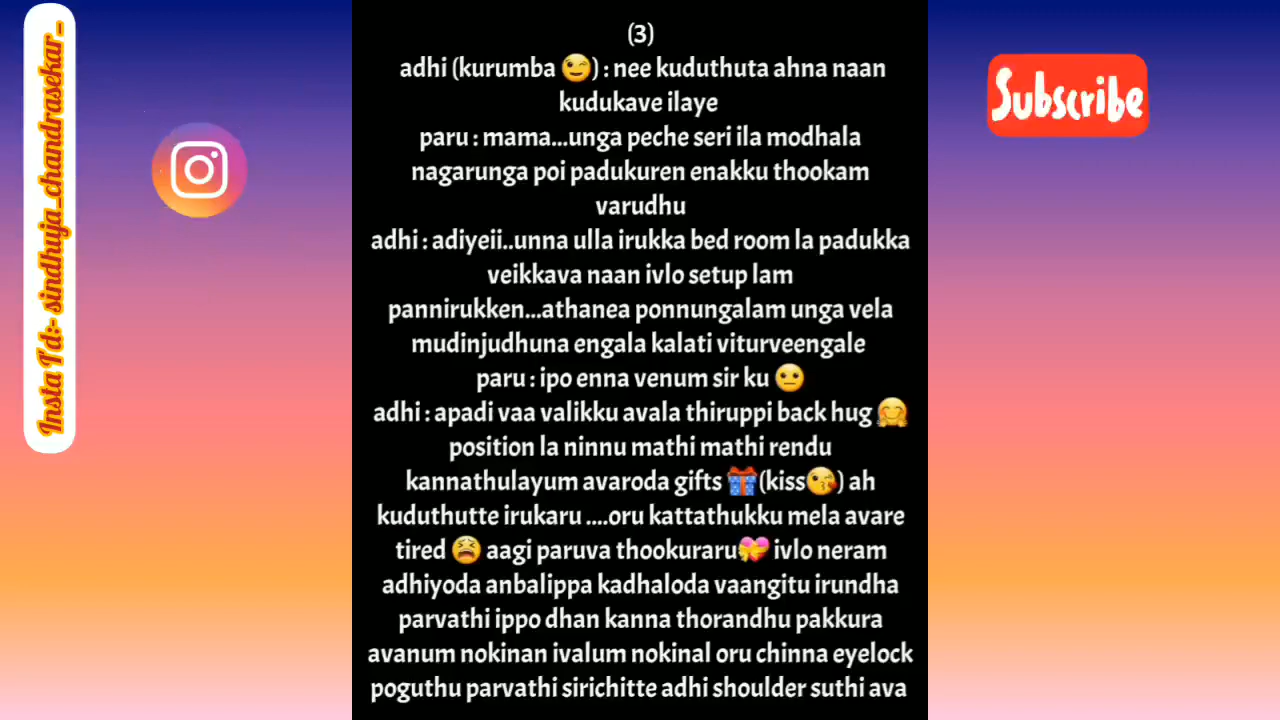 Insta Id:- sindhuja_chandrasekar_
(3)
adhi (kurumba 😉) : nee kuduthuta ahna naan
kudukave ilaye
paru : mama...unga peche seri ila modhala
nagarunga poi padukuren enakku thookam
varudhu
adhi : adiyeii..unna ulla irukka bed room la padukka
veikkava naan ivlo setup lam
pannirukken...athanea ponnungalam unga vela
mudinjudhuna engala kalati viturveengale
paru : ipo enna venum sir ku 😐
adhi : apadi vaa valikku avala thiruppi back hug 🤗
position la ninnu mathi mathi rendu
kannathulayum avaroda gifts 🎁(kiss😘) ah
kuduthutte irukaru ....oru kattathukku mela avare
tired 😫 aagi paruva thookuraru💝 ivlo neram
adhiyoda anbalippa kadhaloda vaangitu irundha
parvathi ippo dhan kanna thorandhu pakkura
avanum nokinan ivalum nokinal oru chinna eyelock
poguthu parvathi sirichitte adhi shoulder suthi ava
Subscribe